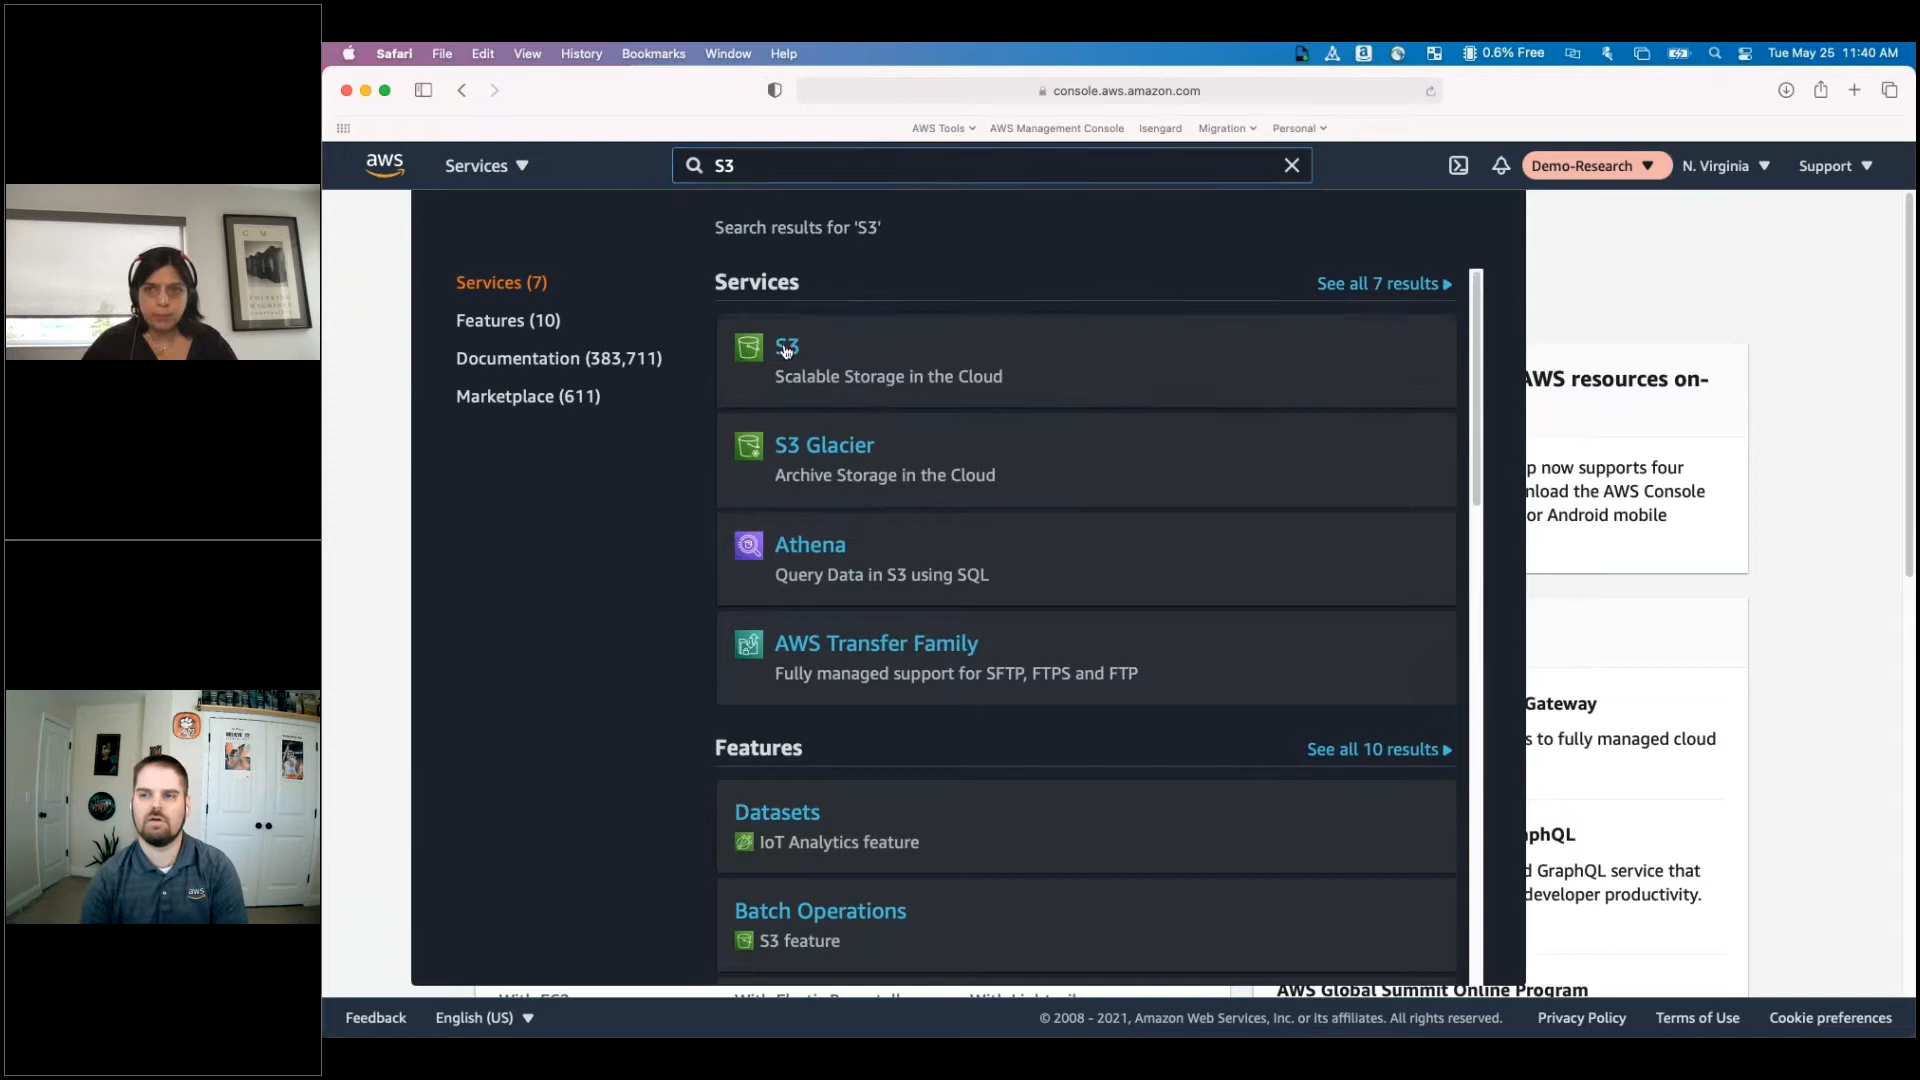 Safari File Edit View History Bookmarks Window Help
0.6% Free
Tue May 25 11:40 AM
console.aws.amazon.com
AWS Tools AWS Management Console Isengard Migration Personal
aws
Services
S3
Demo-Research
N. Virginia
Support
Search results for 'S3'
Services (7)
Features (10)
Documentation (383,711)
Marketplace (611)
Services
See all 7 results
S3
Scalable Storage in the Cloud
S3 Glacier
Archive Storage in the Cloud
Athena
Query Data in S3 using SQL
AWS Transfer Family
Fully managed support for SFTP, FTPS and FTP
Features
See all 10 results
Datasets
IoT Analytics feature
Batch Operations
S3 feature
AWS resources on-
p now supports four
nload the AWS Console
or Android mobile
Gateway
s to fully managed cloud
phQL
d GraphQL service that
developer productivity.
AWS Global Summit Online Program
Feedback
English (US)
© 2008 - 2021, Amazon Web Services, Inc. or its affiliates. All rights reserved.
Privacy Policy
Terms of Use
Cookie preferences
aws